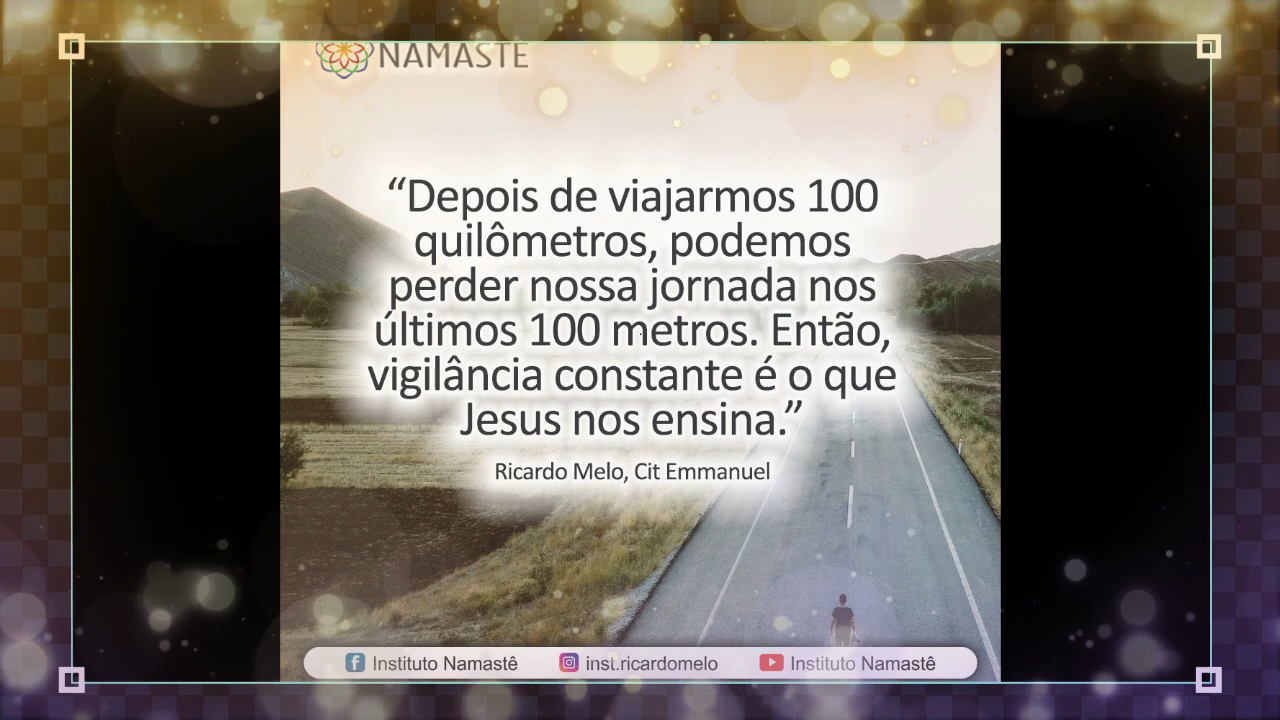 NAMASTE
“Depois de viajarmos 100
quilômetros, podemos
perder nossa jornada nos
últimos 100 metros. Então,
vigilância constante é o que
Jesus nos ensina.”
Ricardo Melo, Cit Emmanuel
Instituto Namastê inst.ricardomelo Instituto Namastê